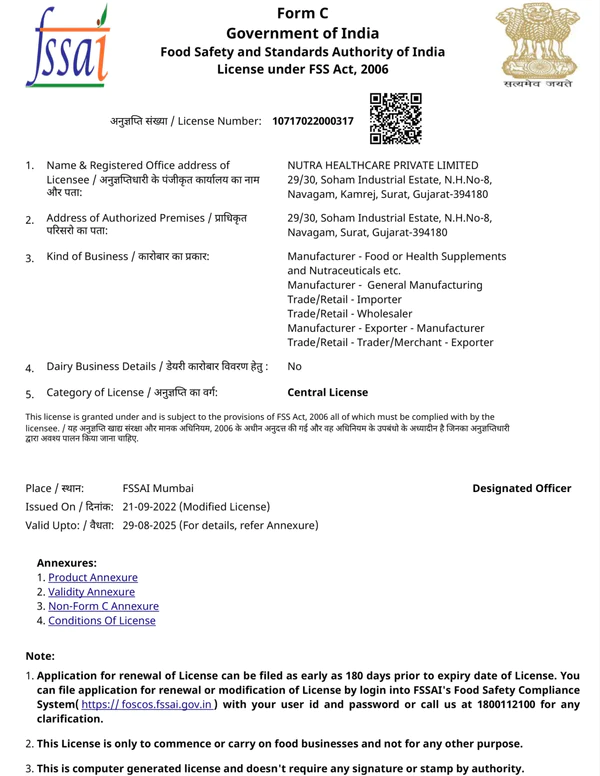 fssai
Form C
Government of India
Food Safety and Standards Authority of India
License under FSS Act, 2006
सत्यमेव जयते
अनुज्ञप्ति संख्या / License Number: 10717022000317
1. Name & Registered Office address of
Licensee / अनुज्ञप्तिधारी के पंजीकृत कार्यालय का नाम
और पता:
NUTRA HEALTHCARE PRIVATE LIMITED
29/30, Soham Industrial Estate, N.H.No-8,
Navagam, Kamrej, Surat, Gujarat-394180
2. Address of Authorized Premises / प्राधिकृत
परिसरो का पता:
29/30, Soham Industrial Estate, N.H.No-8,
Navagam, Surat, Gujarat-394180
3. Kind of Business / कारोबार का प्रकार:
Manufacturer - Food or Health Supplements
and Nutraceuticals etc.
Manufacturer - General Manufacturing
Trade/Retail - Importer
Trade/Retail - Wholesaler
Manufacturer - Exporter - Manufacturer
Trade/Retail - Trader/Merchant - Exporter
4. Dairy Business Details / डेयरी कारोबार विवरण हेतु : No
5. Category of License / अनुज्ञप्ति का वर्ग: Central License
This license is granted under and is subject to the provisions of FSS Act, 2006 all of which must be complied with by the
licensee. / यह अनुज्ञप्ति खाद्य संरक्षा और मानक अधिनियम, 2006 के अधीन अनुदत्त की गई और वह अधिनियम के उपबंधो के अध्यादीन है जिनका अनुज्ञप्तिधारी
द्वारा अवश्य पालन किया जाना चाहिए.
Place / स्थान: FSSAI Mumbai Designated Officer
Issued On / दिनांक: 21-09-2022 (Modified License)
Valid Upto: / वैधता: 29-08-2025 (For details, refer Annexure)
Annexures:
1. Product Annexure
2. Validity Annexure
3. Non-Form C Annexure
4. Conditions Of License
Note:
1. Application for renewal of License can be filed as early as 180 days prior to expiry date of License. You
can file application for renewal or modification of License by login into FSSAI's Food Safety Compliance
System( https:// foscos.fssai.gov.in ) with your user id and password or call us at 1800112100 for any
clarification.
2. This License is only to commence or carry on food businesses and not for any other purpose.
3. This is computer generated license and doesn't require any signature or stamp by authority.